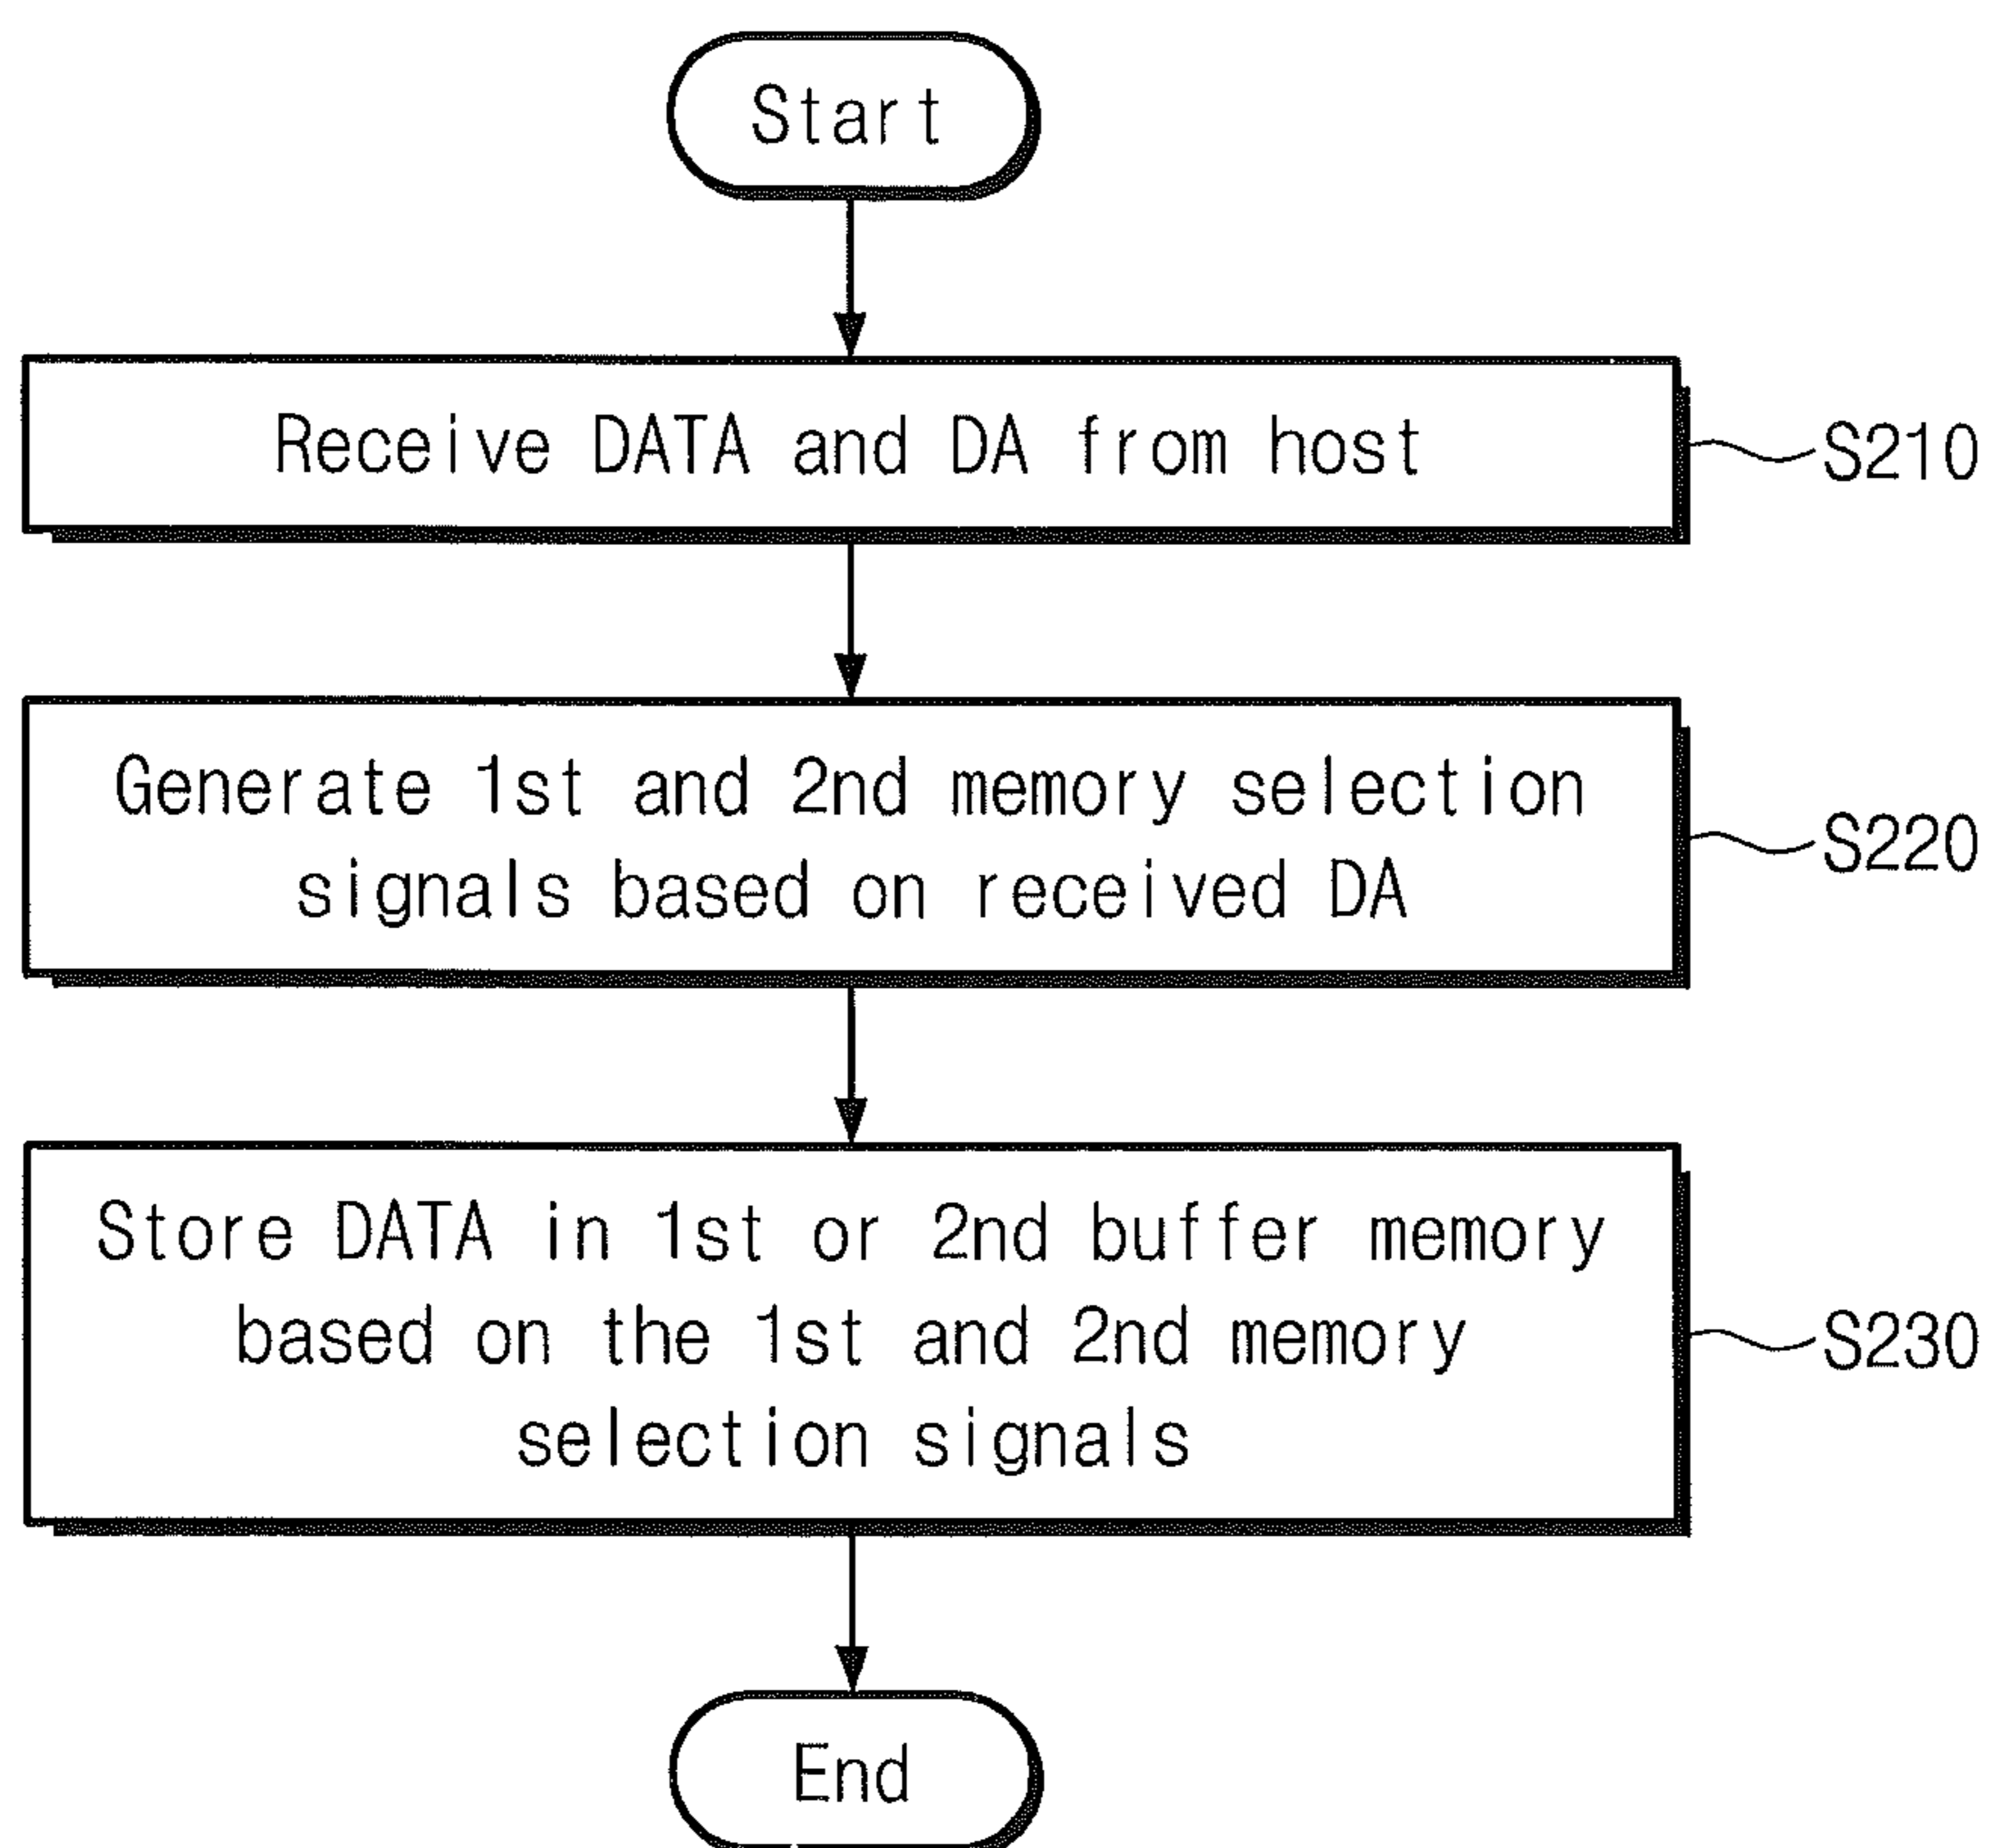 Start
Receive DATA and DA from host
S210
Generate 1st and 2nd memory selection
signals based on received DA
S220
Store DATA in 1st or 2nd buffer memory
based on the 1st and 2nd memory
selection signals
S230
End